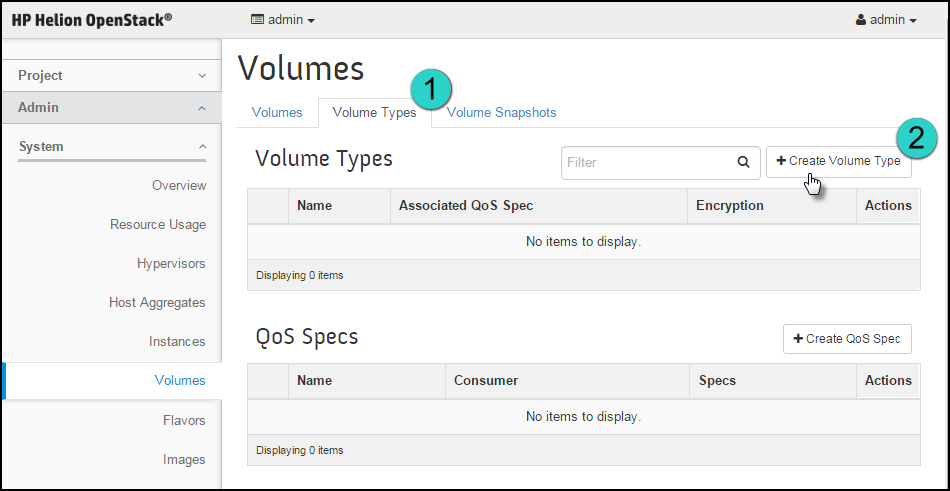 HP Helion OpenStack® admin admin
Project
Admin
System
Overview
Resource Usage
Hypervisors
Host Aggregates
Instances
Volumes
Flavors
Images
Volumes
1
Volumes Volume Types Volume Snapshots
2
Volume Types Filter + Create Volume Type
Name Associated QoS Spec Encryption Actions
No items to display.
Displaying 0 items
QoS Specs + Create QoS Spec
Name Consumer Specs Actions
No items to display.
Displaying 0 items